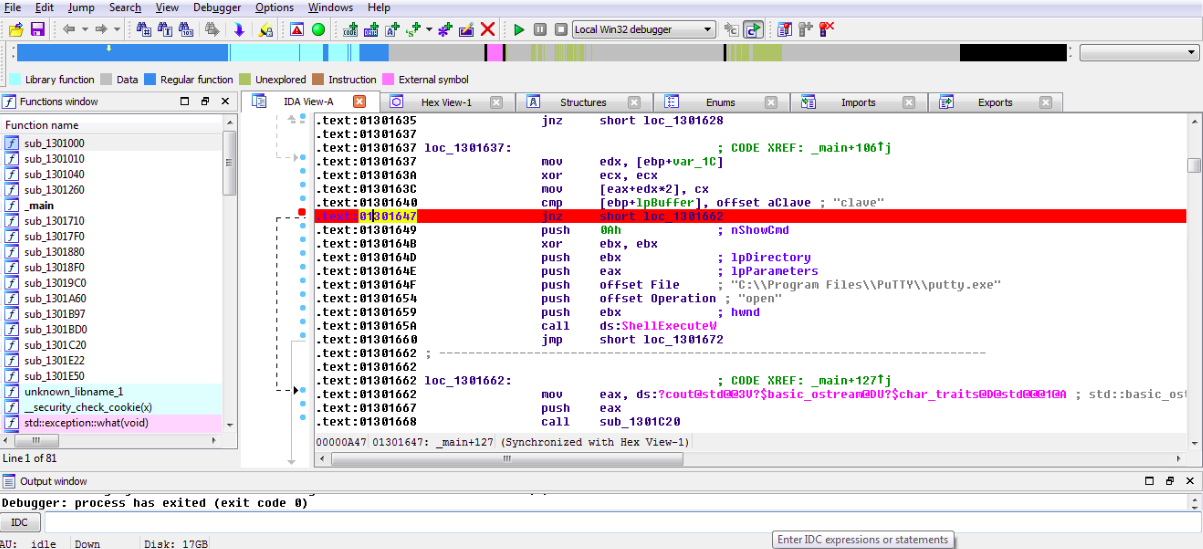 File Edit Jump Search View Debugger Options Windows Help
Local Win32 debugger
Library function Data Regular function Unexplored Instruction External symbol
Functions window
IDA View-A Hex View-1 Structures Enums Imports Exports
Function name
sub_1301000
sub_1301010
sub_1301040
sub_1301260
_main
sub_1301710
sub_13017F0
sub_1301880
sub_13018F0
sub_13019C0
sub_1301A60
sub_1301B97
sub_1301BD0
sub_1301C20
sub_1301E22
sub_1301E50
unknown_libname_1
__security_check_cookie(x)
std::exception::what(void)
Line 1 of 81
.text:01301635 jnz short loc_1301628
.text:01301637
.text:01301637 loc_1301637: ; CODE XREF: _main+106↑j
.text:01301637 mov edx, [ebp+var_1C]
.text:0130163A xor ecx, ecx
.text:0130163C mov [eax+edx*2], cx
.text:01301640 cmp [ebp+lpBuffer], offset aClave ; "clave"
.text:01301647 jnz short loc_1301662
.text:01301649 push 0Ah ; nShowCmd
.text:0130164B xor ebx, ebx
.text:0130164D push ebx ; lpDirectory
.text:0130164E push eax ; lpParameters
.text:0130164F push offset File ; "C:\\Program Files\\PuTTY\\putty.exe"
.text:01301654 push offset Operation ; "open"
.text:01301659 push ebx ; hwnd
.text:0130165A call ds:ShellExecuteW
.text:01301660 jmp short loc_1301672
.text:01301662 ; ---------------------------------------------------------------------------
.text:01301662
.text:01301662 loc_1301662: ; CODE XREF: _main+127↑j
.text:01301662 mov eax, ds:?cout@std@@3V?$basic_ostream@DU?$char_traits@D@std@@@1@A ; std::basic_ost
.text:01301667 push eax
.text:01301668 call sub_1301C20
00000A47 01301647: _main+127 (Synchronized with Hex View-1)
Output window
Debugger: process has exited (exit code 0)
IDC
Enter IDC expressions or statements
AU: idle Down Disk: 17GB